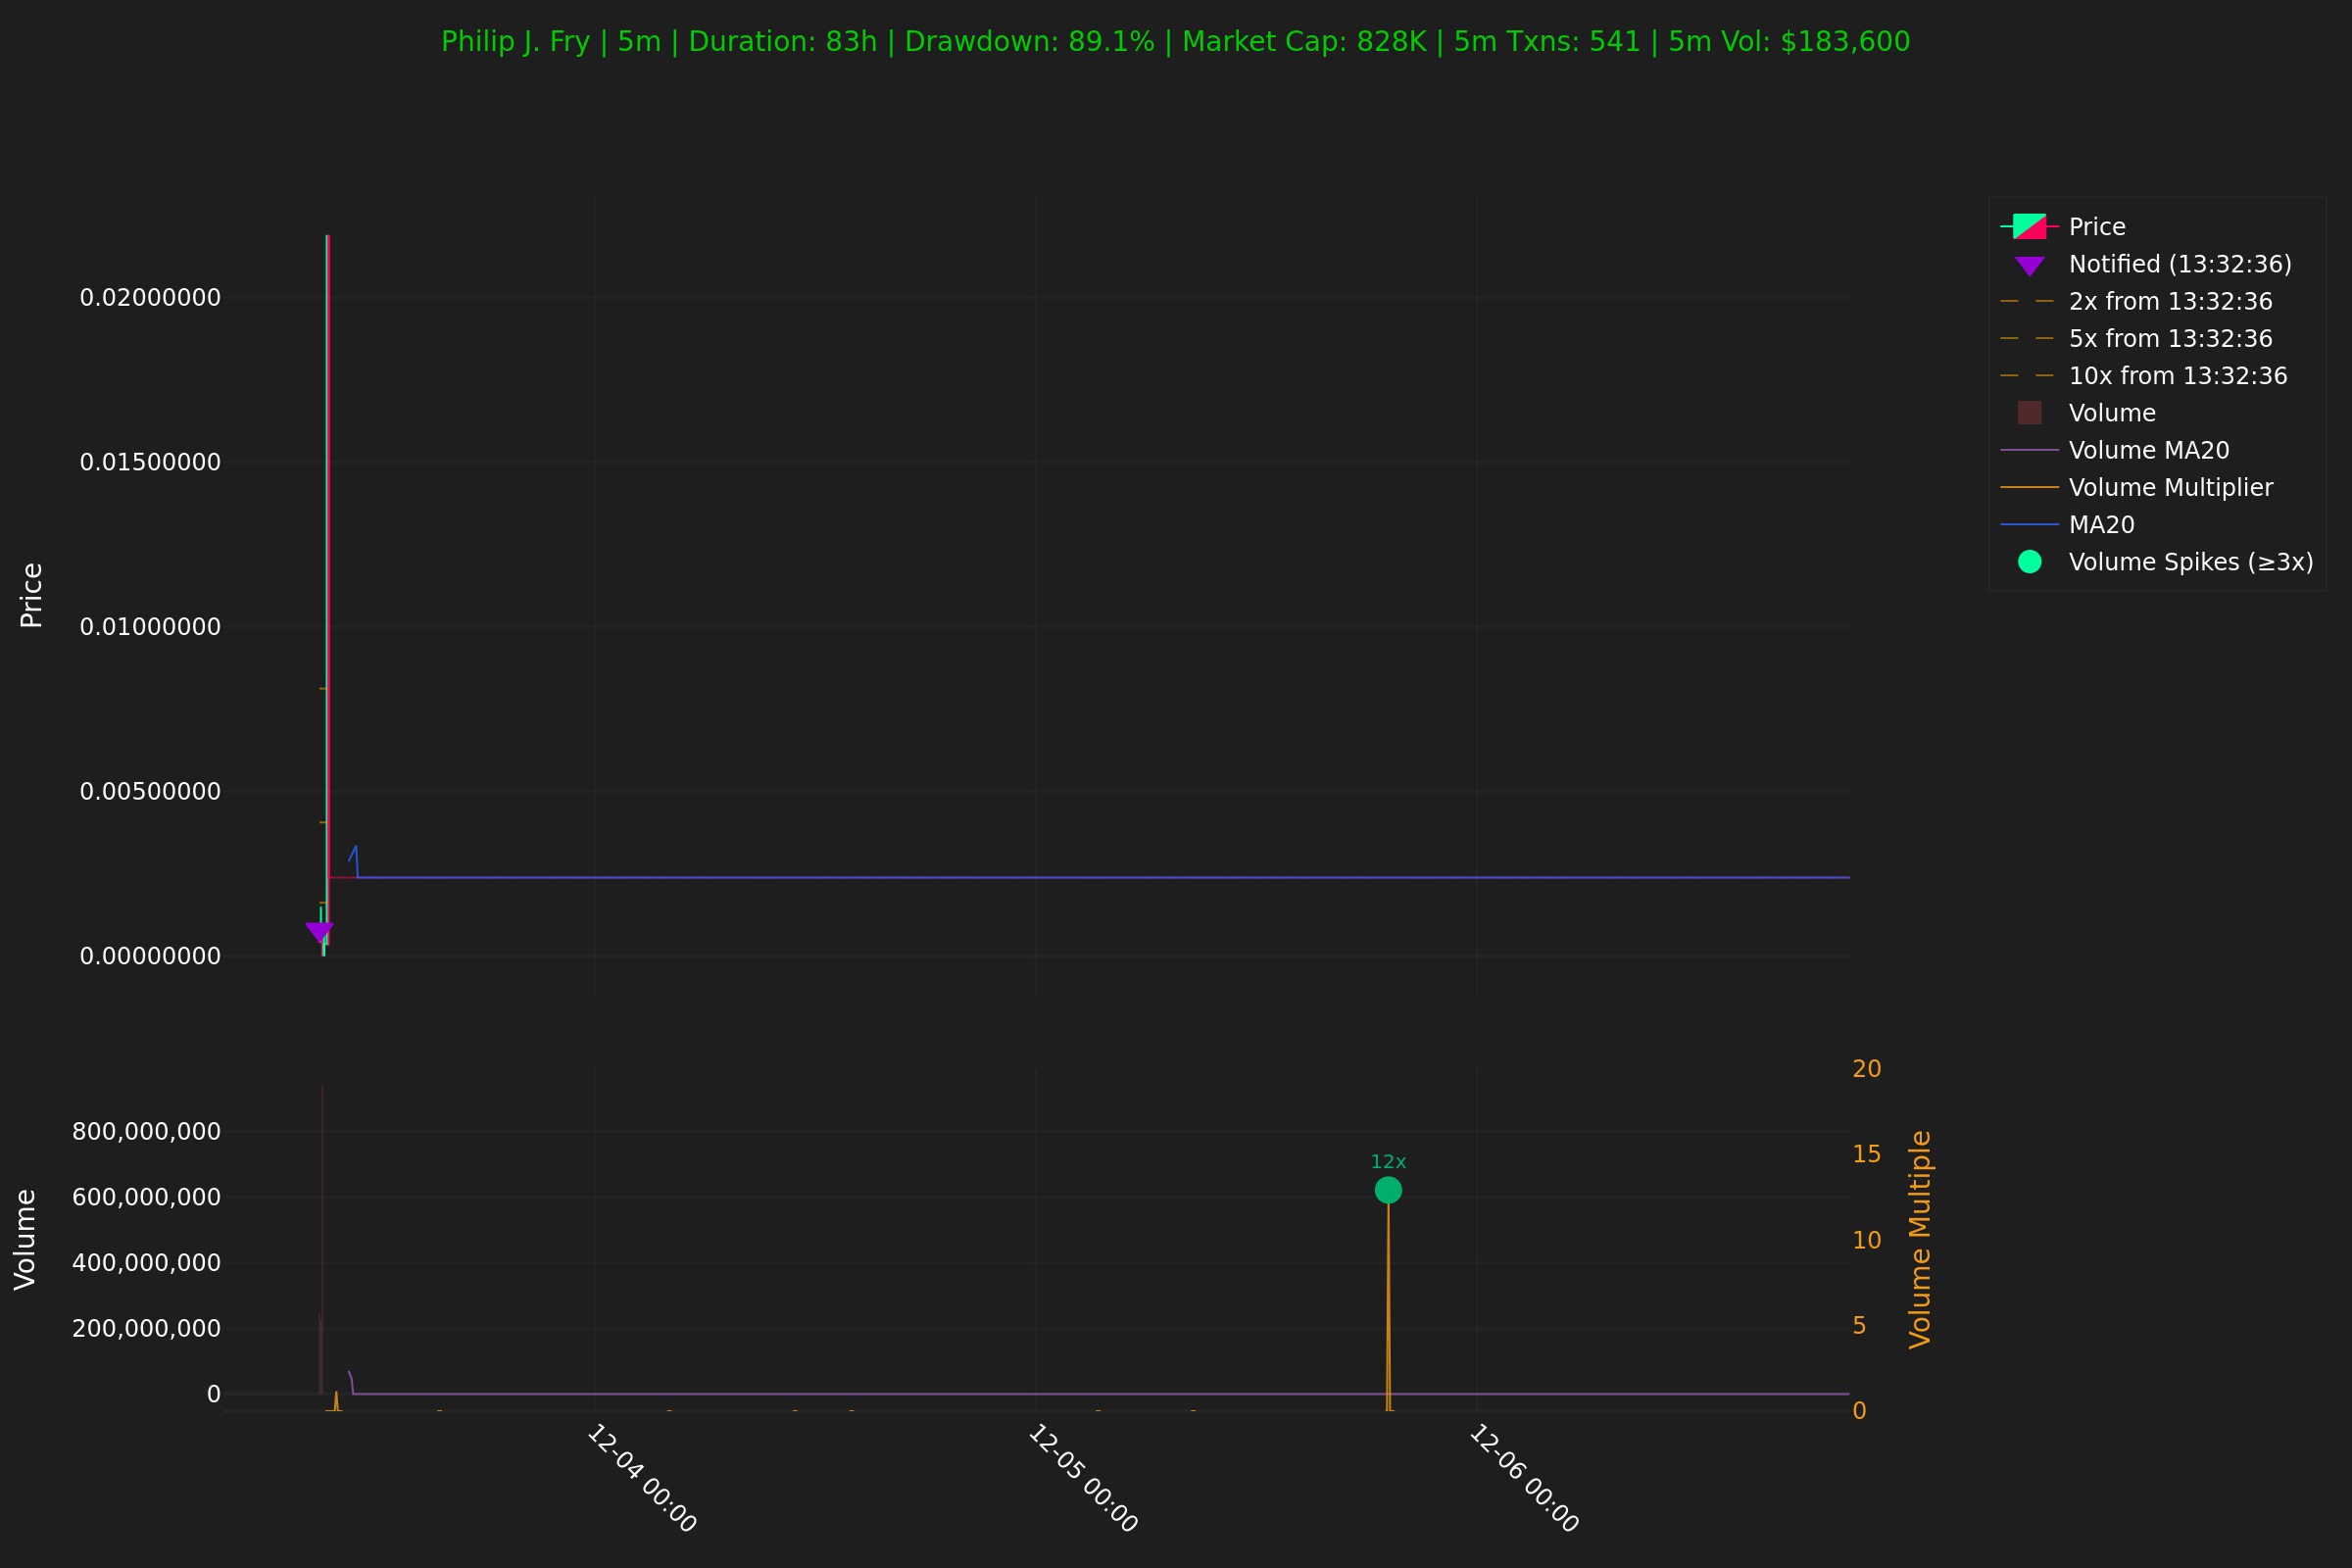 Philip J. Fry | 5m | Duration: 83h | Drawdown: 89.1% | Market Cap: 828K | 5m Txns: 541 | 5m Vol: $183,600
Price
0.02000000
0.01500000
0.01000000
0.00500000
0.00000000
Price
Notified (13:32:36)
2x from 13:32:36
5x from 13:32:36
10x from 13:32:36
Volume
Volume MA20
Volume Multiplier
MA20
Volume Spikes (≥3x)
Volume
800,000,000
600,000,000
400,000,000
200,000,000
0
12x
20
15
10
5
0
Volume Multiple
12-04 00:00
12-05 00:00
12-06 00:00